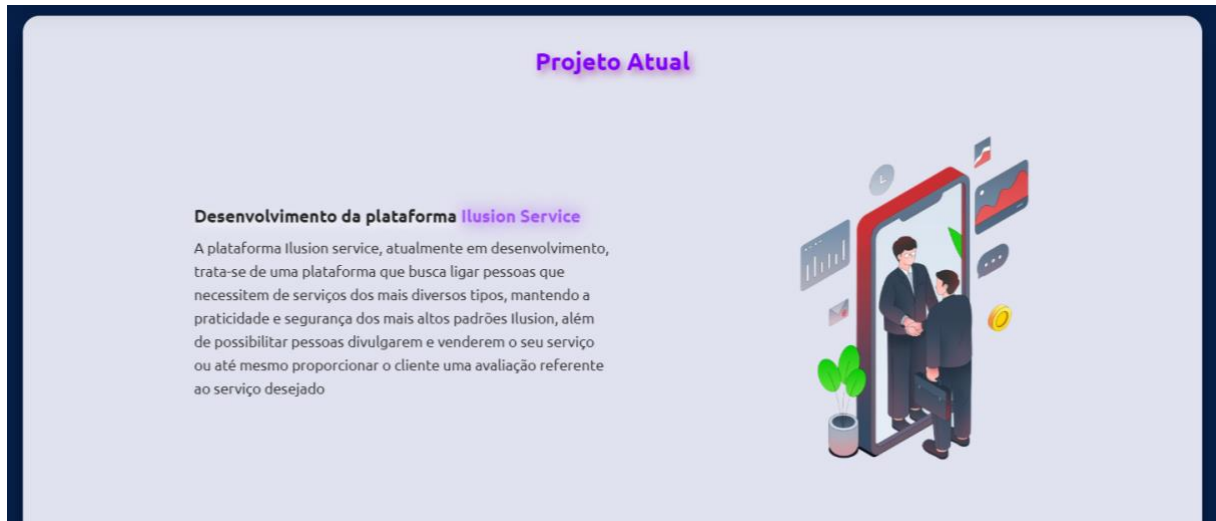 Projeto Atual
Desenvolvimento da plataforma Ilusion Service
A plataforma Ilusion service, atualmente em desenvolvimento,
trata-se de uma plataforma que busca ligar pessoas que
necessitem de serviços dos mais diversos tipos, mantendo a
praticidade e segurança dos mais altos padrões Ilusion, além
de possibilitar pessoas divulgarem e venderem o seu serviço
ou até mesmo proporcionar o cliente uma avaliação referente
ao serviço desejado